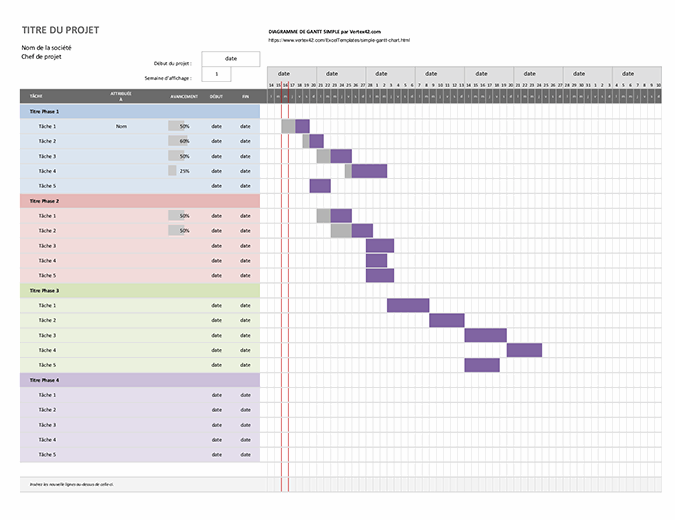 TITRE DU PROJET
DIAGRAMME DE GANTT SIMPLE par Vertex42.com
https://www.vertex42.com/ExcelTemplates/simple-gantt-chart.html
Nom de la société
Chef de projet
Début du projet : date
Semaine d'affichage : 1
date date date date date date date date
14 15 16 17 18 19 20 21 22 23 24 25 26 27 28 29 30 31 1 2 3 4 5 6 7 8 9 10 11 12 13 14 15 16 17 18 19 20 21 22 23 24 25 26 27 28 29 30 1 2 3 4 5 6 7 8 9 10
TÂCHE ATTRIBUÉE À AVANCEMENT DÉBUT FIN
Titre Phase 1
Tâche 1 Nom 50% date date
Tâche 2 60% date date
Tâche 3 50% date date
Tâche 4 25% date date
Tâche 5 date date
Titre Phase 2
Tâche 1 50% date date
Tâche 2 50% date date
Tâche 3 date date
Tâche 4 date date
Tâche 5 date date
Titre Phase 3
Tâche 1 date date
Tâche 2 date date
Tâche 3 date date
Tâche 4 date date
Tâche 5 date date
Titre Phase 4
Tâche 1 date date
Tâche 2 date date
Tâche 3 date date
Tâche 4 date date
Tâche 5 date date
Insérez les nouvelle lignes au-dessus de celle-ci.